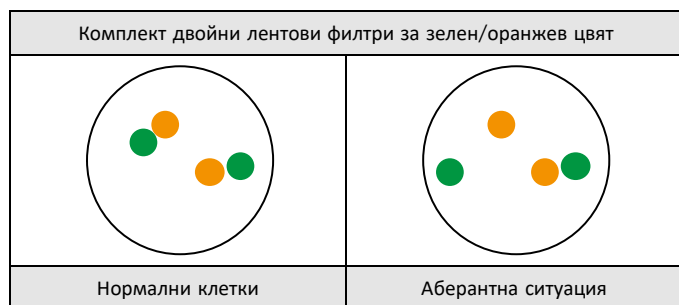 Комплект двойни лентови филтри за зелен/оранжев цвят
Нормални клетки
Аберантна ситуация